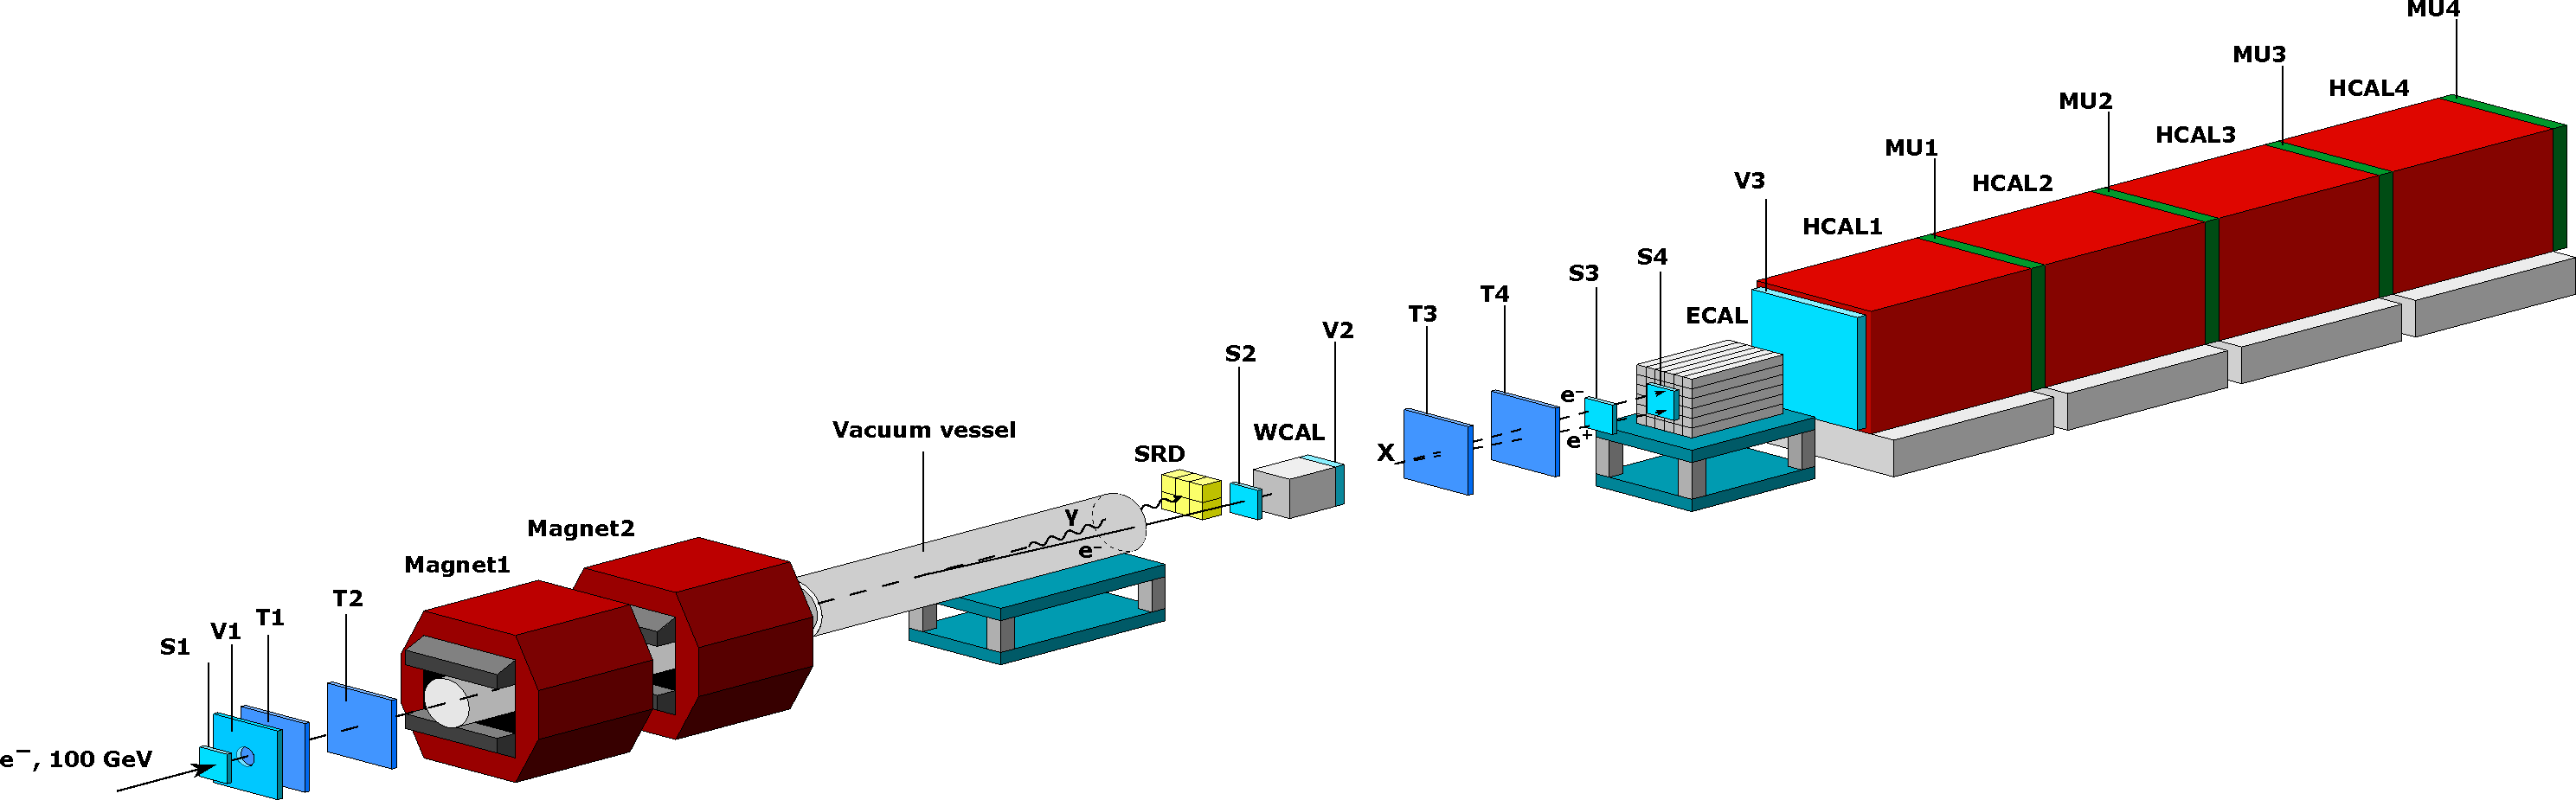 MU4
MU3
HCAL4
MU2
HCAL3
MU1
HCAL2
V3
HCAL1
S4
S3
ECAL
T4
T3
V2
S2
WCAL
e⁻
e⁺
X
Vacuum vessel
SRD
γ
e⁻
Magnet2
Magnet1
T2
T1
V1
S1
e⁻, 100 GeV